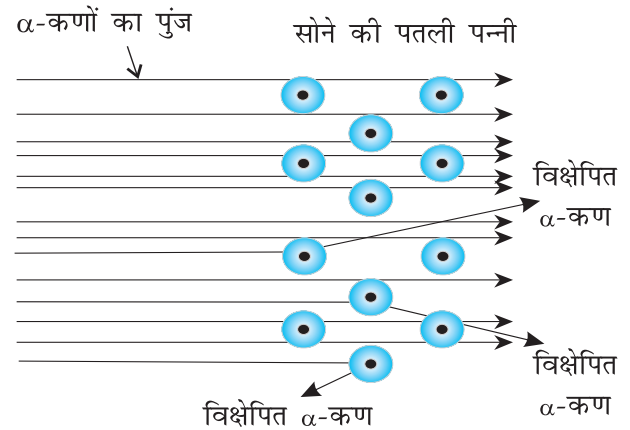 α-कणों का पुंज
सोने की पतली पन्नी
विक्षेपित
α-कण
विक्षेपित
α-कण
विक्षेपित α-कण